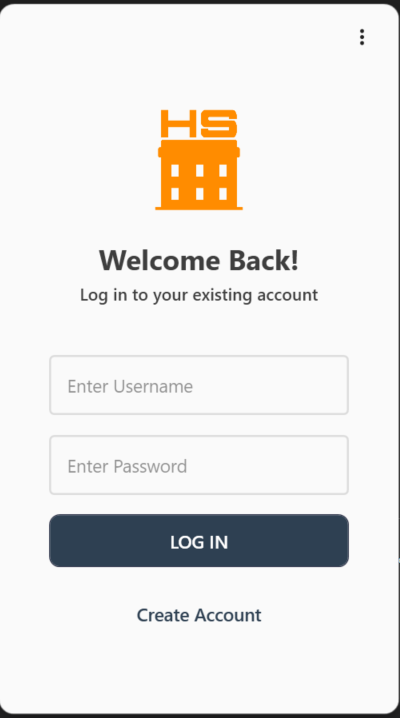 HS
Welcome Back!
Log in to your existing account
Enter Username
Enter Password
LOG IN
Create Account